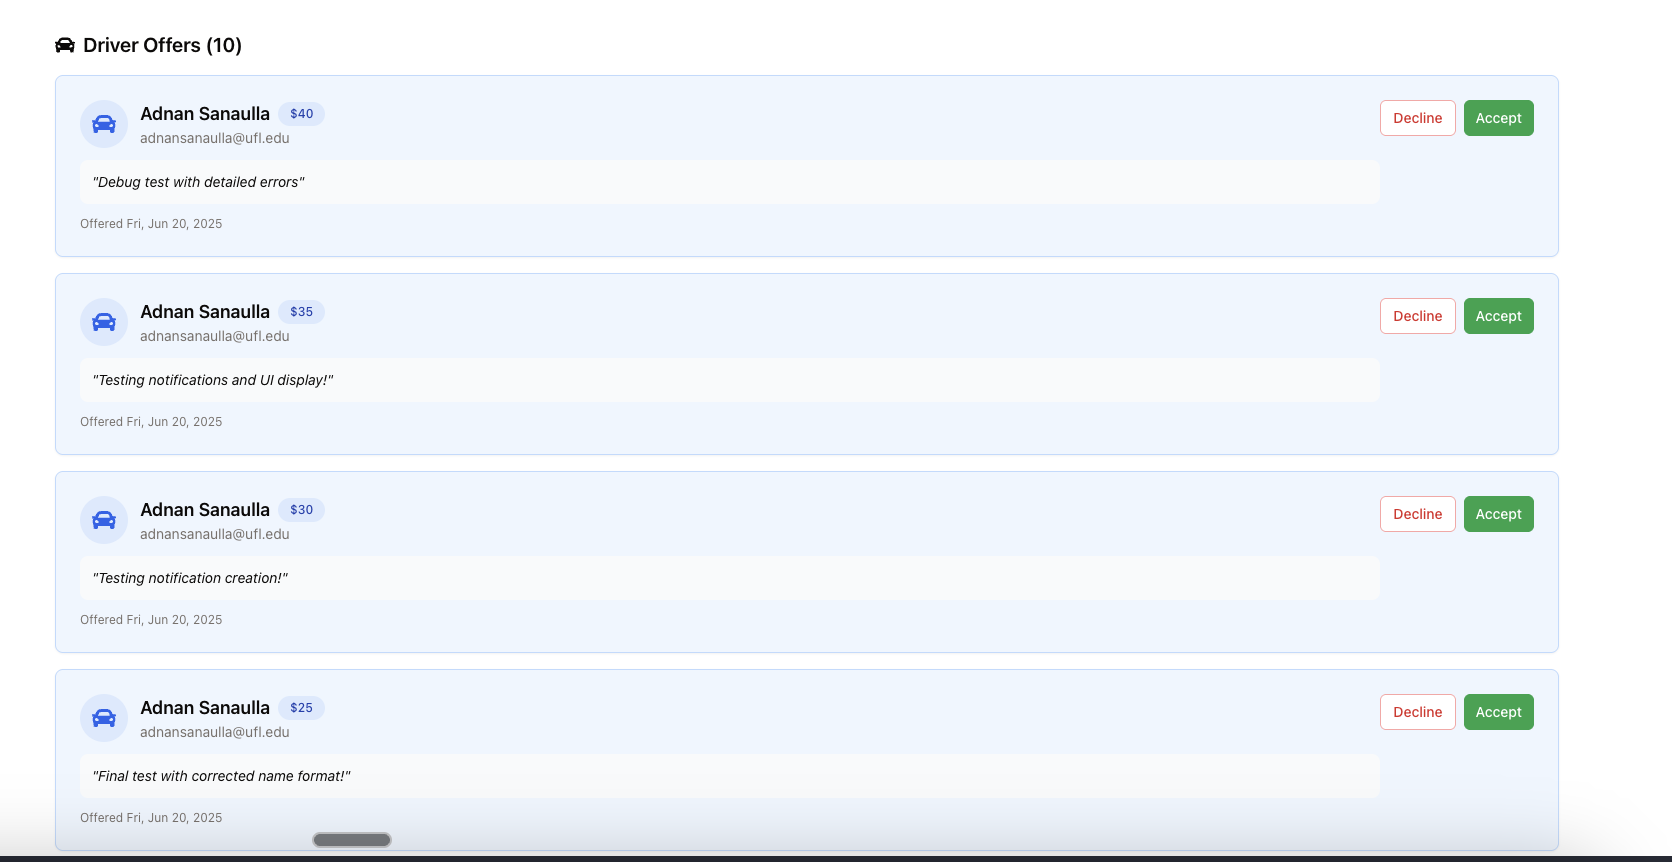 Driver Offers (10)
Adnan Sanaulla $40
adnansanaulla@ufl.edu
Decline Accept
"Debug test with detailed errors"
Offered Fri, Jun 20, 2025
Adnan Sanaulla $35
adnansanaulla@ufl.edu
Decline Accept
"Testing notifications and UI display!"
Offered Fri, Jun 20, 2025
Adnan Sanaulla $30
adnansanaulla@ufl.edu
Decline Accept
"Testing notification creation!"
Offered Fri, Jun 20, 2025
Adnan Sanaulla $25
adnansanaulla@ufl.edu
Decline Accept
"Final test with corrected name format!"
Offered Fri, Jun 20, 2025